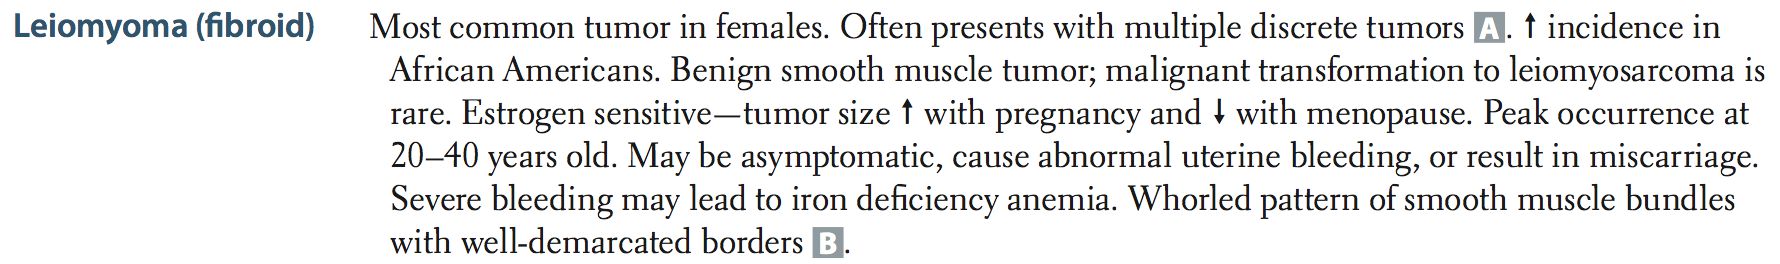 Leiomyoma (fibroid) Most common tumor in females. Often presents with multiple discrete tumors A. ↑ incidence in
African Americans. Benign smooth muscle tumor; malignant transformation to leiomyosarcoma is
rare. Estrogen sensitive—tumor size ↑ with pregnancy and ↓ with menopause. Peak occurrence at
20–40 years old. May be asymptomatic, cause abnormal uterine bleeding, or result in miscarriage.
Severe bleeding may lead to iron deficiency anemia. Whorled pattern of smooth muscle bundles
with well-demarcated borders B.